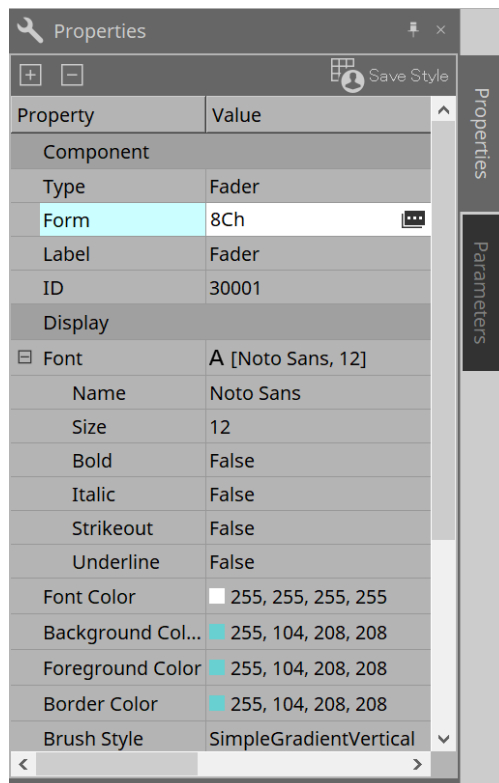 Properties
Save Style
Property Value
Component
Type Fader
Form 8Ch
Label Fader
ID 30001
Display
Font A [Noto Sans, 12]
Name Noto Sans
Size 12
Bold False
Italic False
Strikeout False
Underline False
Font Color 255, 255, 255, 255
Background Col... 255, 104, 208, 208
Foreground Color 255, 104, 208, 208
Border Color 255, 104, 208, 208
Brush Style SimpleGradientVertical
Properties
Parameters